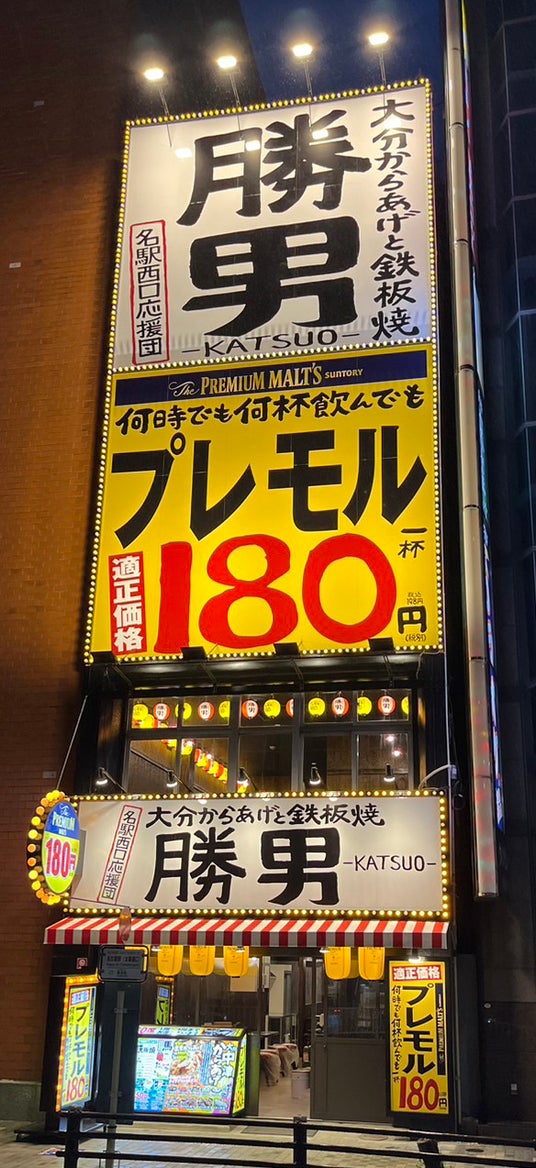 大分からあげと鉄板焼
勝男
-KATSUO-
名駅西口応援団
The PREMIUM MALT'S SUNTORY
何時でも何杯飲んでも
プレモル
一杯
適正価格
180円
大分からあげと鉄板焼
名駅西口応援団
勝男
-KATSUO-
The
PREMIUM
MALT'S
180円
適正価格
プレモル
何時でも何杯飲んでも
180円
プレモル
180